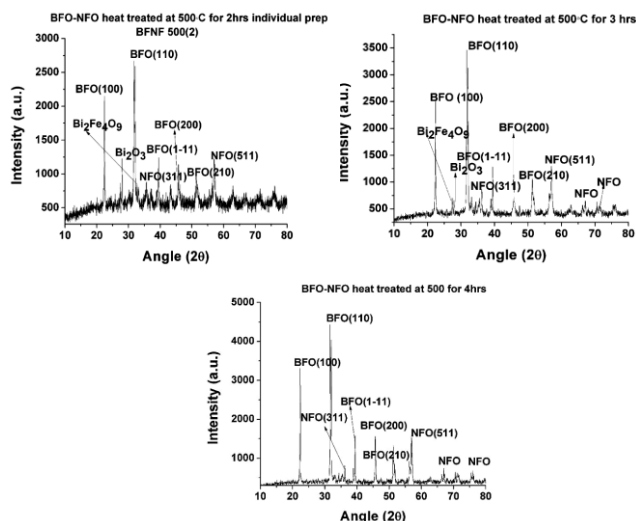 BFO-NFO heat treated at 500·C for 2hrs individual prep
BFNF 500(2)
BFO(110)
BFO(100)
Bi2Fe4O9
BFO(200)
Bi2O3
BFO(1-11)
NFO(511)
NFO(311)
BFO(210)
Intensity (a.u.)
3000
2500
2000
1500
1000
500
10 20 30 40 50 60 70 80
Angle (2θ)
BFO-NFO heat treated at 500·C for 3 hrs
BFO(110)
BFO (100)
Bi2Fe4O9
BFO(200)
BFO(1-11)
NFO(511)
Bi2O3
BFO(210)
NFO(311)
NFO
NFO
Intensity (a.u.)
3500
3000
2500
2000
1500
1000
500
10 20 30 40 50 60 70 80
Angle (2θ)
BFO-NFO heat treated at 500 for 4hrs
BFO(110)
BFO(100)
BFO(1-11)
NFO(311)
BFO(200)
NFO(511)
BFO(210)
NFO
NFO
Intensity (a.u.)
5000
4000
3000
2000
1000
10 20 30 40 50 60 70 80
Angle (2θ)